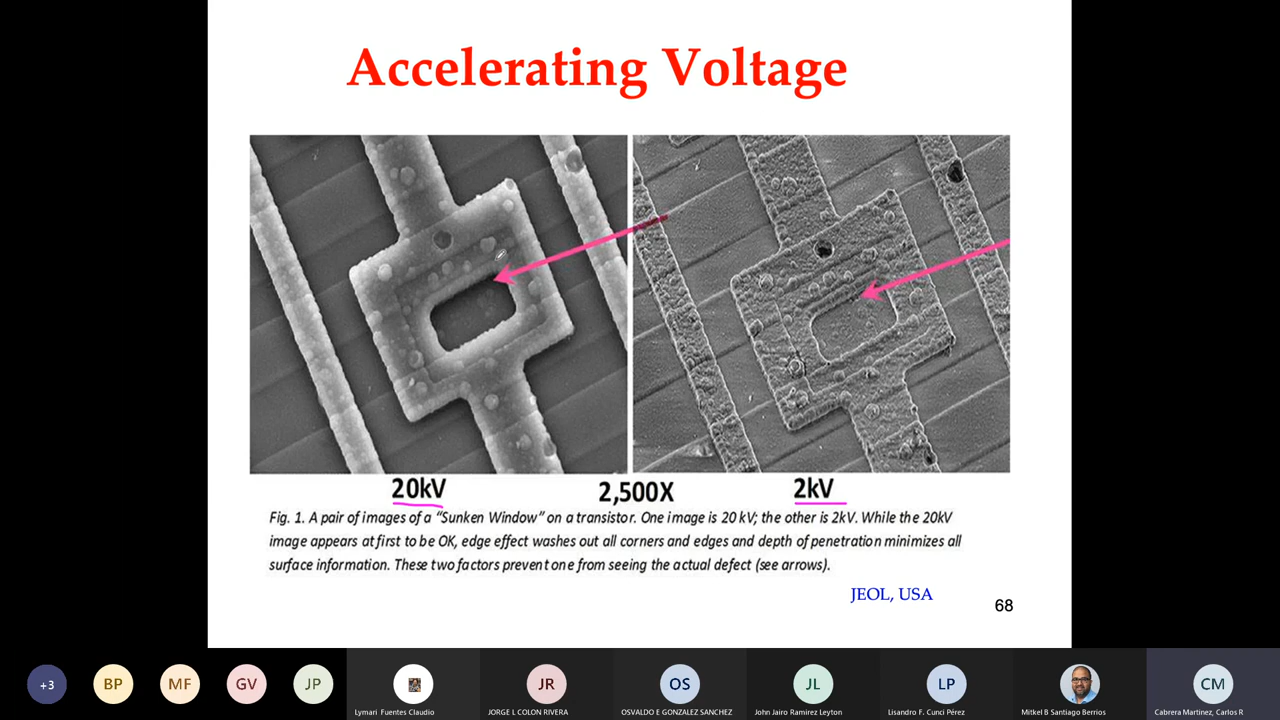 Accelerating Voltage
20kV
2,500X
2kV
Fig. 1. A pair of images of a “Sunken Window” on a transistor. One image is 20 kV; the other is 2kV. While the 20kV
image appears at first to be OK, edge effect washes out all corners and edges and depth of penetration minimizes all
surface information. These two factors prevent one from seeing the actual defect (see arrows).
JEOL, USA
68
+3
BP
MF
GV
JP
JR
OS
JL
LP
CM
Lymari Fuentes Claudio
JORGE L COLON RIVERA
OSVALDO E GONZALEZ SANCHEZ
John Jairo Ramirez Leyton
Lisandro F. Cunci Pérez
Mitkel B Santiago Berrios
Cabrera Martinez, Carlos R